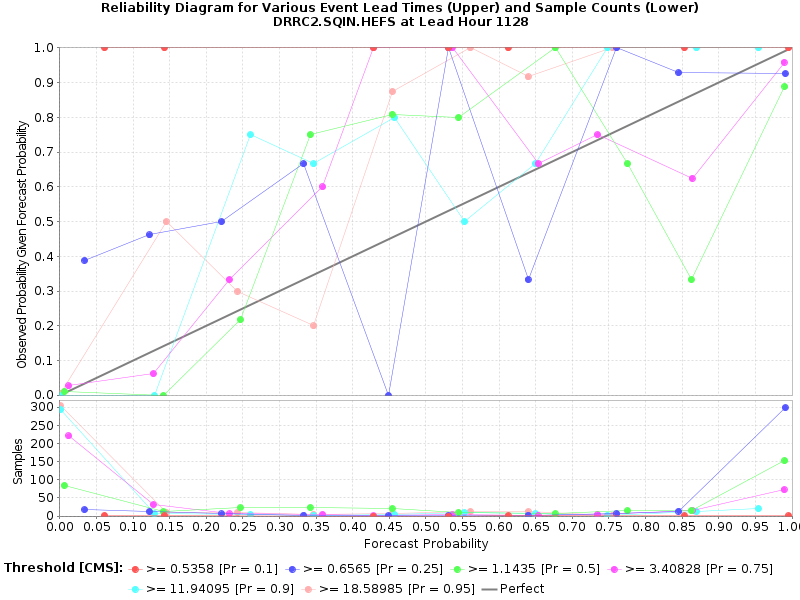 Reliability Diagram for Various Event Lead Times (Upper) and Sample Counts (Lower)
DRRC2.SQIN.HEFS at Lead Hour 1128
Observed Probability Given Forecast Probability
1.0
0.9
0.8
0.7
0.6
0.5
0.4
0.3
0.2
0.1
0.0
Samples
300
250
200
150
100
50
0
0.00 0.05 0.10 0.15 0.20 0.25 0.30 0.35 0.40 0.45 0.50 0.55 0.60 0.65 0.70 0.75 0.80 0.85 0.90 0.95 1.00
Forecast Probability
Threshold [CMS]: >= 0.5358 [Pr = 0.1] >= 0.6565 [Pr = 0.25] >= 1.1435 [Pr = 0.5] >= 3.40828 [Pr = 0.75]
>= 11.94095 [Pr = 0.9] >= 18.58985 [Pr = 0.95] Perfect